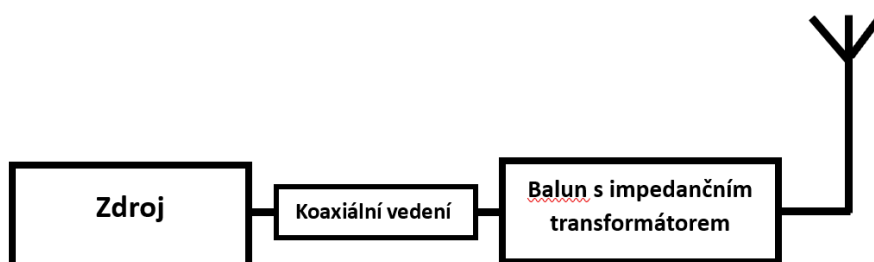 Zdroj
Koaxiální vedení
Balun s impedančním
transformátorem